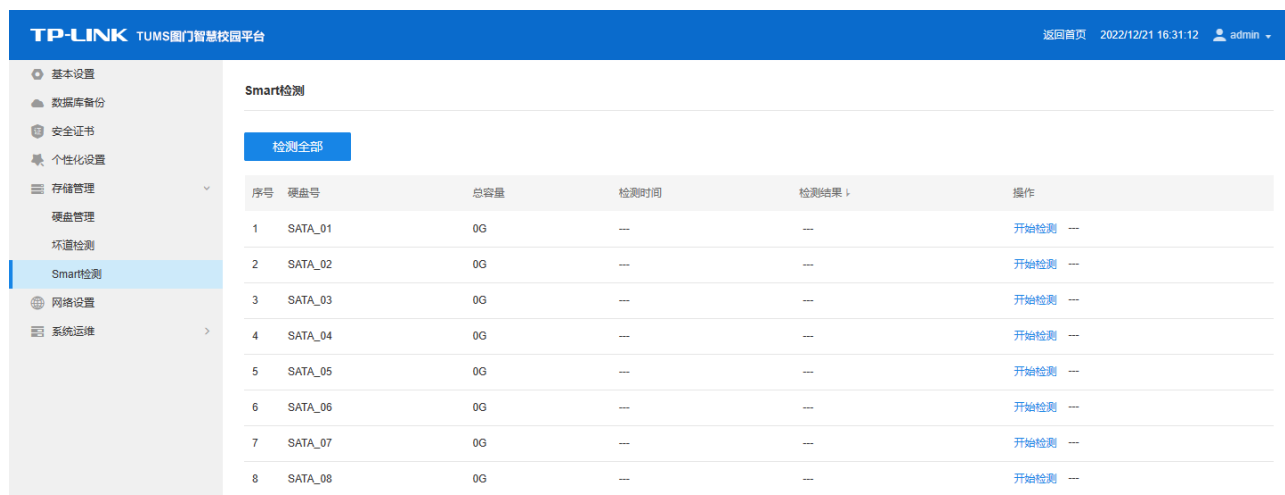 TP-LINK TUMS图门智慧校园平台 返回首页 2022/12/21 16:31:12 admin
基本设置
数据库备份
安全证书
个性化设置
存储管理
硬盘管理
坏道检测
Smart检测
网络设置
系统运维
Smart检测
检测全部
序号 硬盘号 总容量 检测时间 检测结果 操作
1 SATA_01 0G --- --- 开始检测 ---
2 SATA_02 0G --- --- 开始检测 ---
3 SATA_03 0G --- --- 开始检测 ---
4 SATA_04 0G --- --- 开始检测 ---
5 SATA_05 0G --- --- 开始检测 ---
6 SATA_06 0G --- --- 开始检测 ---
7 SATA_07 0G --- --- 开始检测 ---
8 SATA_08 0G --- --- 开始检测 ---